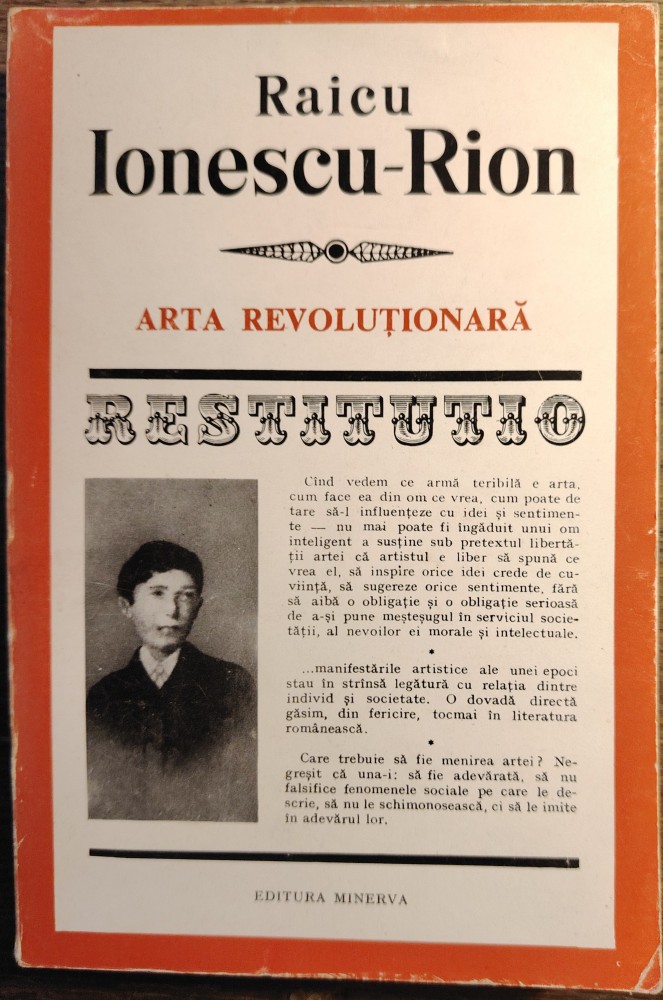 Raicu
Ionescu-Rion
ARTA REVOLUȚIONARĂ
RESTITUTIO
Cînd vedem ce armă teribilă e arta,
cum face ea din om ce vrea, cum poate de
tare să-l influențeze cu idei și sentimen-
te — nu mai poate fi îngăduit unui om
inteligent a susține sub pretextul libertă-
ții artei că artistul e liber să spună ce
vrea el, să inspire orice idei crede de cu-
viință, să sugereze orice sentimente, fără
să aibă o obligație și o obligație serioasă
de a-și pune meșteșugul în serviciul socie-
tății, al nevoilor ei morale și intelectuale.
*
...manifestările artistice ale unei epoci
stau în strînsă legătură cu relația dintre
individ și societate. O dovadă directă
găsim, din fericire, tocmai în literatura
românească.
*
Care trebuie să fie menirea artei? Ne-
greșit că una-i: să fie adevărată, să nu
falsifice fenomenele sociale pe care le de-
scrie, să nu le schimonosească, ci să le imite
în adevărul lor.
EDITURA MINERVA